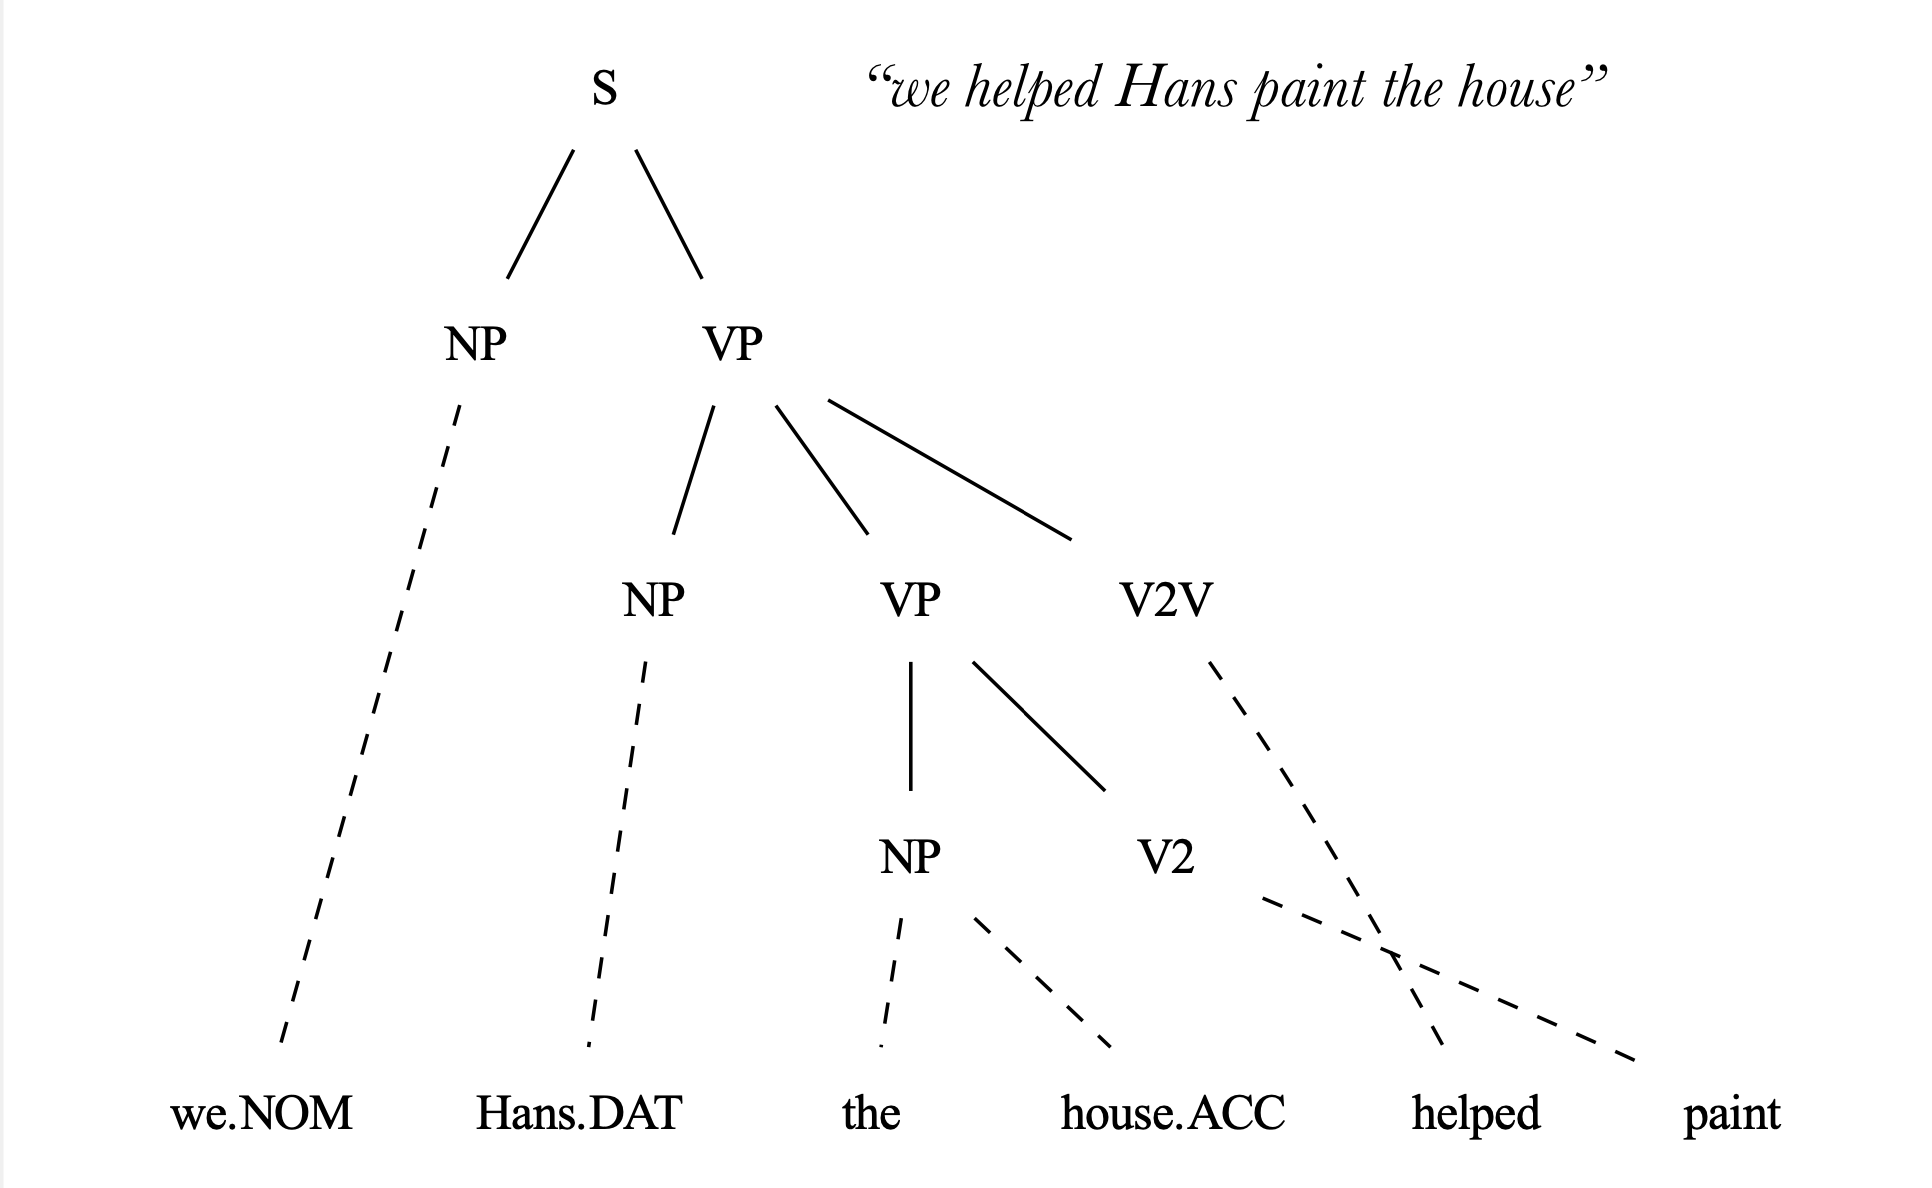 S “we helped Hans paint the house”
NP VP
NP VP V2V
NP V2
we.NOM Hans.DAT the house.ACC helped paint